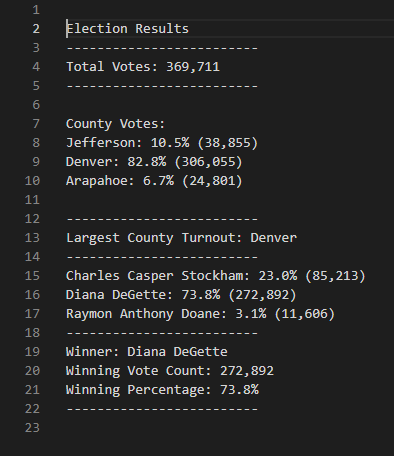 1
2 Election Results
3 -------------------------
4 Total Votes: 369,711
5 -------------------------
6
7 County Votes:
8 Jefferson: 10.5% (38,855)
9 Denver: 82.8% (306,055)
10 Arapahoe: 6.7% (24,801)
11
12 -------------------------
13 Largest County Turnout: Denver
14 -------------------------
15 Charles Casper Stockham: 23.0% (85,213)
16 Diana DeGette: 73.8% (272,892)
17 Raymon Anthony Doane: 3.1% (11,606)
18 -------------------------
19 Winner: Diana DeGette
20 Winning Vote Count: 272,892
21 Winning Percentage: 73.8%
22 -------------------------
23